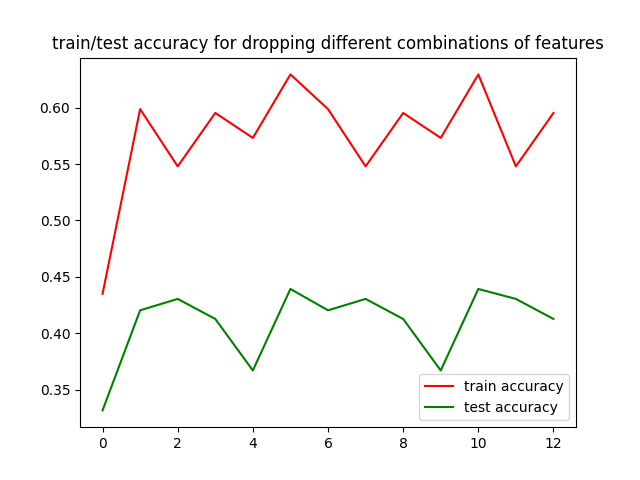 train/test accuracy for dropping different combinations of features
0.60
0.55
0.50
0.45
0.40
0.35
train accuracy
test accuracy
0 2 4 6 8 10 12